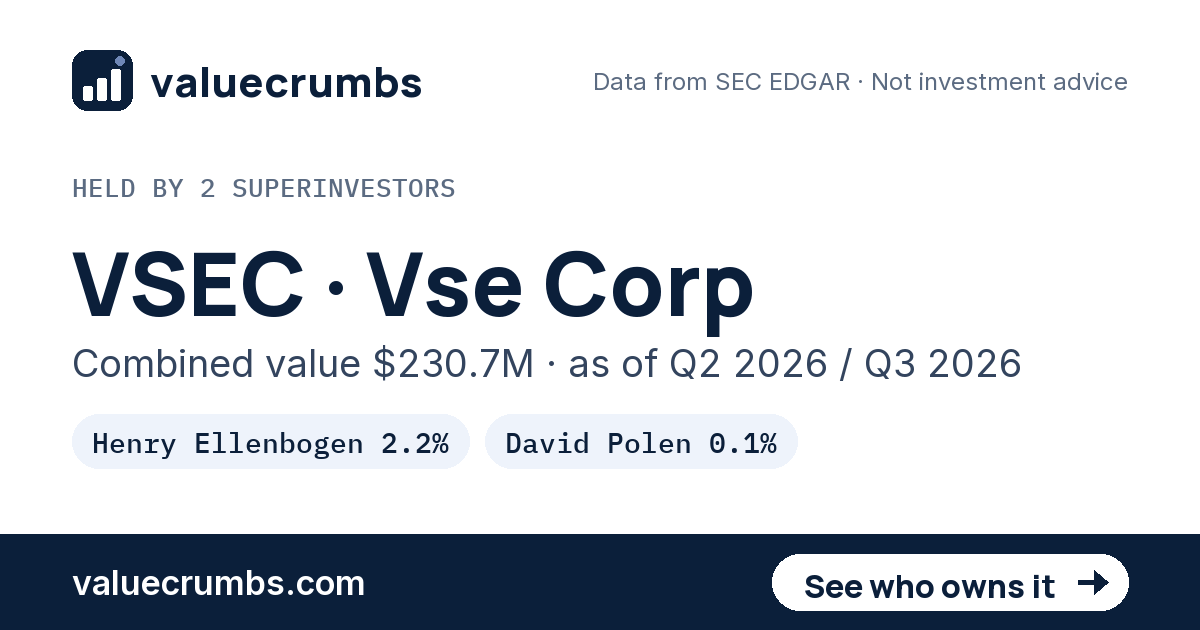 valuecrumbs
Data from SEC EDGAR · Not investment advice
HELD BY 2 SUPERINVESTORS
VSEC · Vse Corp
Combined value $230.7M · as of Q2 2026 / Q3 2026
Henry Ellenbogen 2.2%
David Polen 0.1%
valuecrumbs.com
See who owns it →